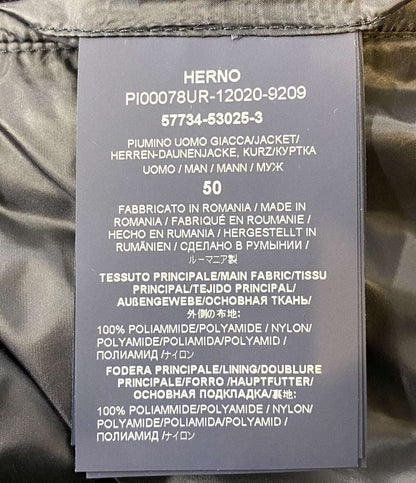 HERNO
PI00078UR-12020-9209
57734-53025-3
PIUMINO UOMO GIACCA/JACKET/
HERREN-DAUNENJACKE, KURZ/КУРТКА
UOMO / MAN / MANN / МУЖ
50
FABBRICATO IN ROMANIA / MADE IN
ROMANIA / FABRIQUÉ EN ROUMANIE /
HECHO EN RUMANIA / HERGESTELLT IN
RUMÄNIEN / СДЕЛАНО В РУМЫНИИ /
ルーマニア製
TESSUTO PRINCIPALE/MAIN FABRIC/TISSU
PRINCIPAL/TEJIDO PRINCIPAL/
AUßENGEWEBE/ОСНОВНАЯ ТКАНЬ/
外側の布地:
100% POLIAMMIDE/POLYAMIDE / NYLON/
POLYAMIDE/POLIAMIDA/POLYAMID /
ПОЛИАМИД /ナイロン
FODERA PRINCIPALE/LINING/DOUBLURE
PRINCIPALE/FORRO /HAUPTFUTTER/
ОСНОВНАЯ ПОДКЛАДКА/裏地:
100% POLIAMMIDE/POLYAMIDE / NYLON/
POLYAMIDE/POLIAMIDA/POLYAMID /
ПОЛИАМИД /ナイロン